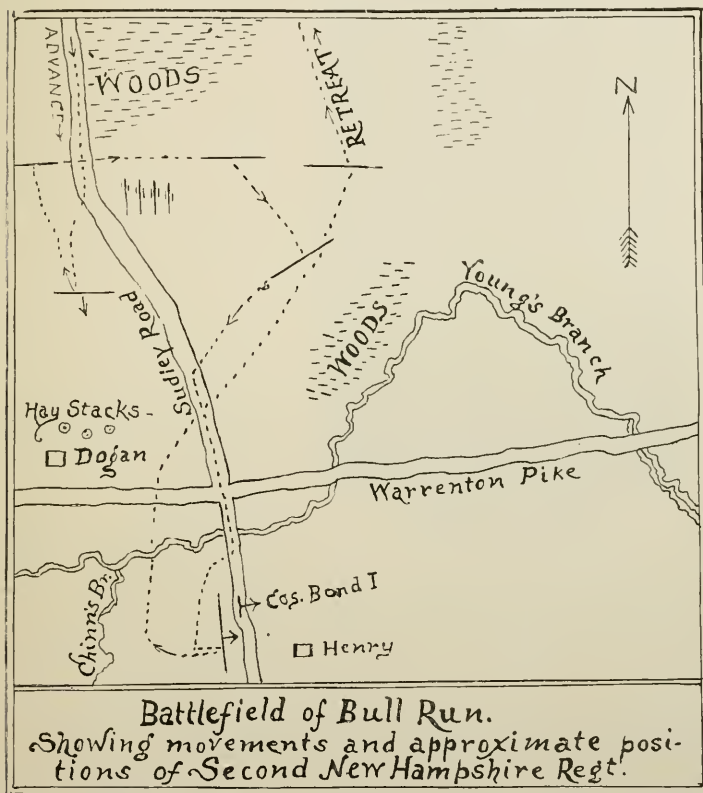 ADVANCE
WOODS
RETREAT
N
Sudley Road
WOODS
Young's Branch
Hay Stacks
Dogan
Warrenton Pike
Chinn's Br.
Cos. B and I
Henry
Battlefield of Bull Run.
Showing movements and approximate posi-
tions of Second New Hampshire Regt.